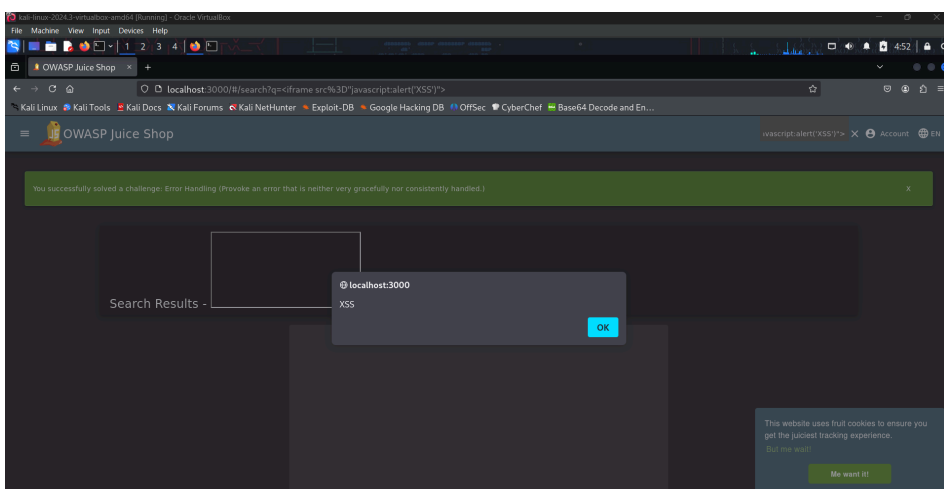 kali-linux-2024.3-virtualbox-amd64 [Running] - Oracle VirtualBox
File Machine View Input Devices Help
1 2 3 4 4:52
OWASP Juice Shop × +
localhost:3000/#/search?q=<iframe src%3D"javascript:alert('XSS')">
Kali Linux Kali Tools Kali Docs Kali Forums Kali NetHunter Exploit-DB Google Hacking DB OffSec CyberChef Base64 Decode and En…
OWASP Juice Shop vascript:alert('XSS')"> Account EN
You successfully solved a challenge: Error Handling (Provoke an error that is neither very gracefully nor consistently handled.) X
localhost:3000
XSS
Search Results -
OK
This website uses fruit cookies to ensure you
get the juiciest tracking experience.
But me wait!
Me want it!